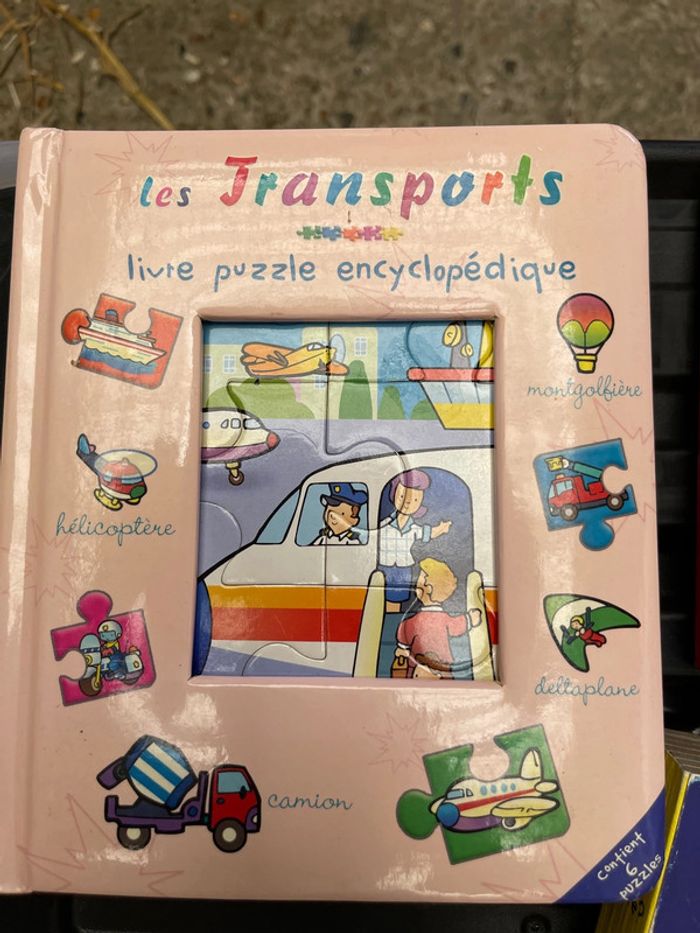 les Transports
livre puzzle encyclopédique
montgolfière
hélicoptère
deltaplane
camion
contient
6
puzzles